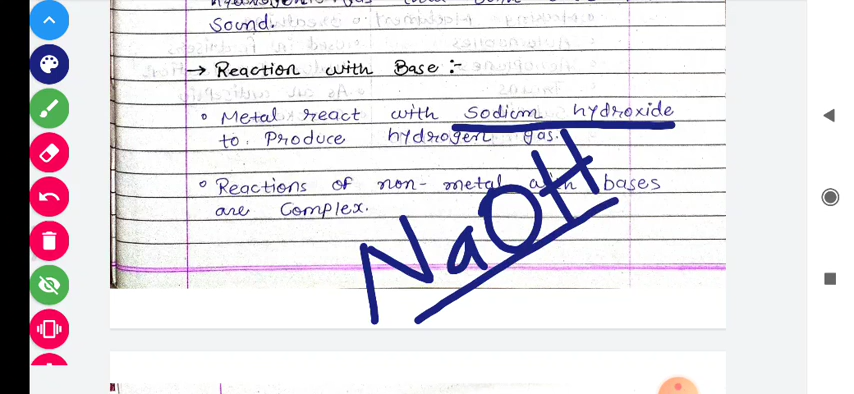 Sound.
→ Reaction with Base :-
• Metal react with Sodium hydroxide
to. Produce hydrogen gas.
• Reactions of non-metal with bases
are Complex.
NaOH